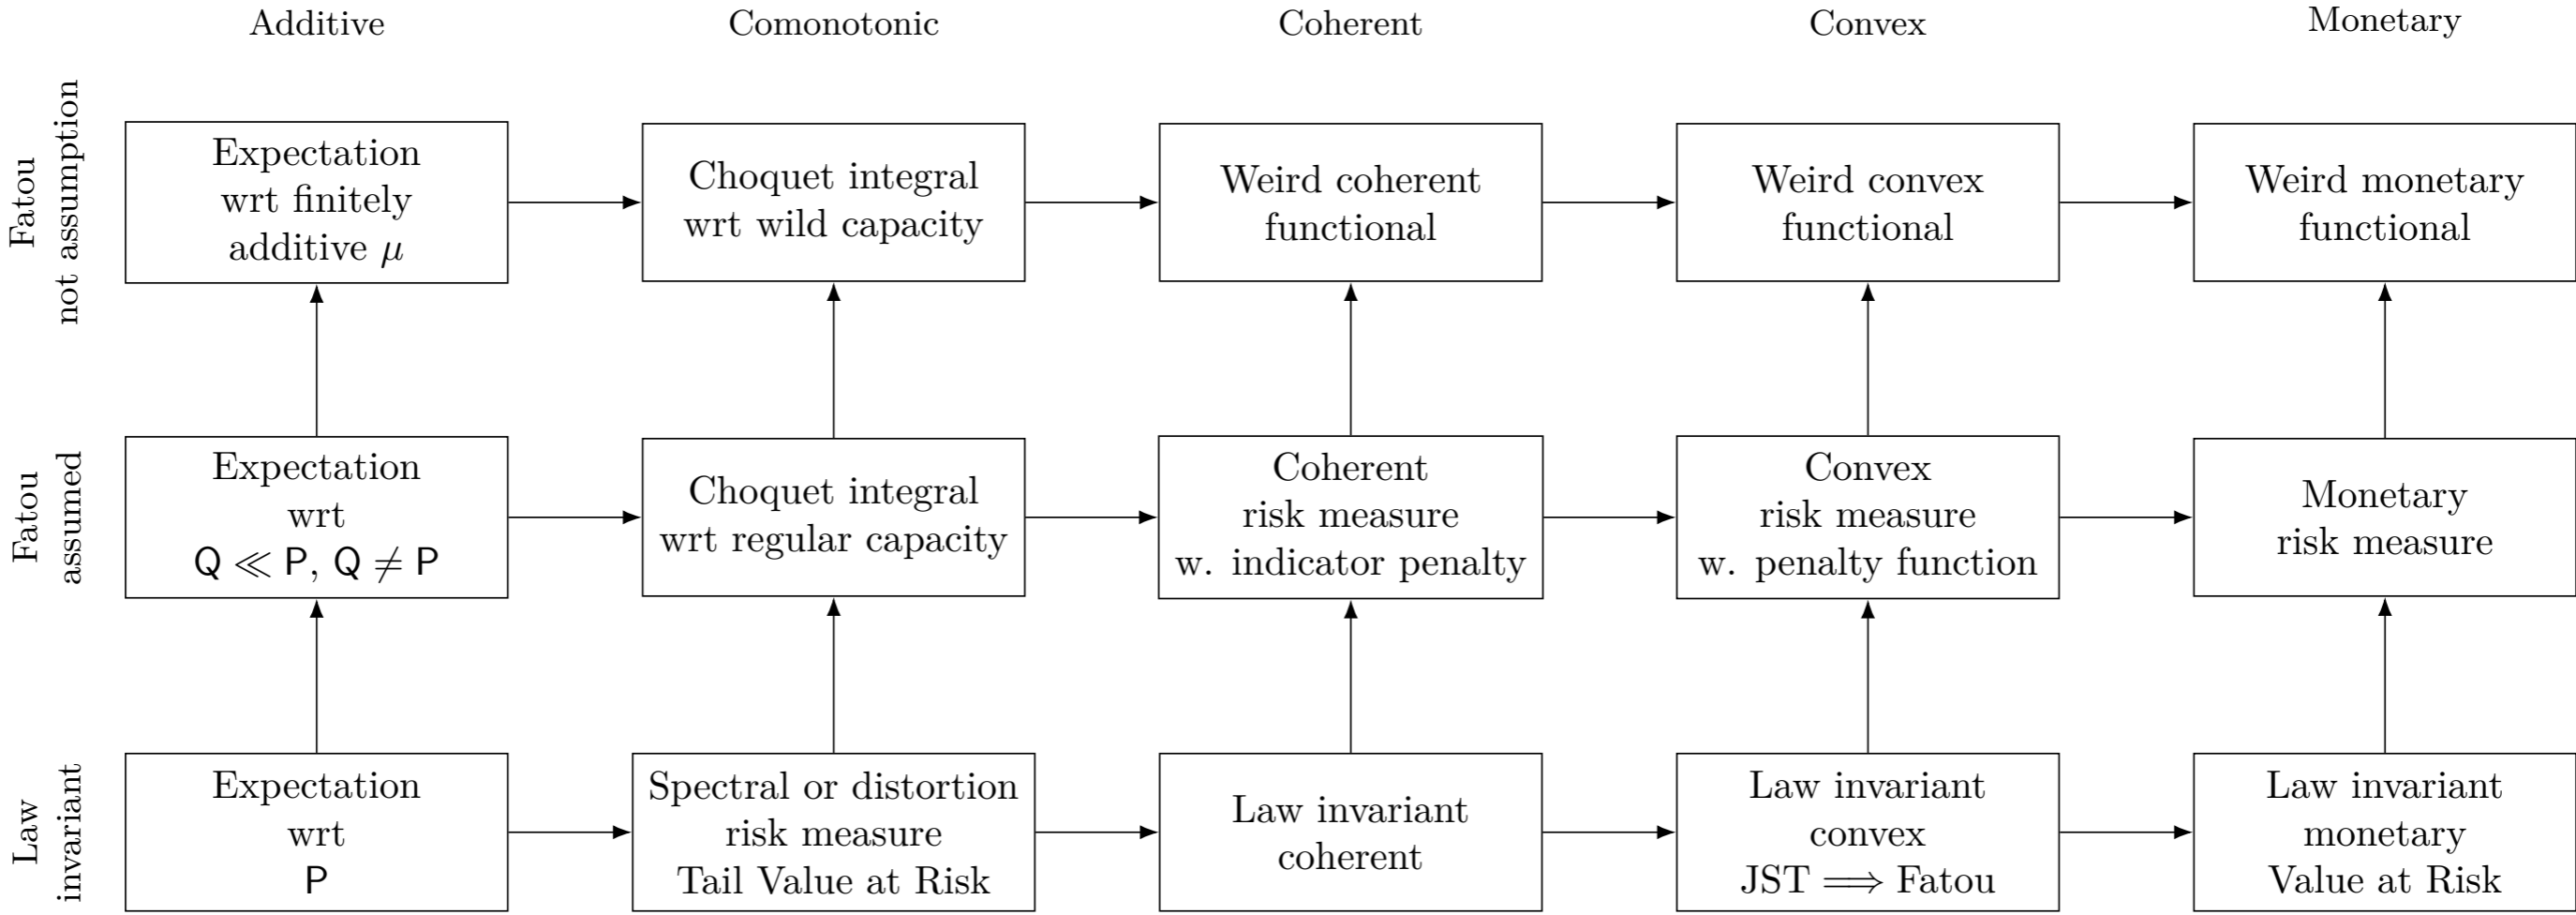 Additive
Comonotonic
Coherent
Convex
Monetary
Fatou
not assumption
Expectation
wrt finitely
additive μ
Choquet integral
wrt wild capacity
Weird coherent
functional
Weird convex
functional
Weird monetary
functional
Fatou
assumed
Expectation
wrt
Q ≪ P, Q ≠ P
Choquet integral
wrt regular capacity
Coherent
risk measure
w. indicator penalty
Convex
risk measure
w. penalty function
Monetary
risk measure
Law
invariant
Expectation
wrt
P
Spectral or distortion
risk measure
Tail Value at Risk
Law invariant
coherent
Law invariant
convex
JST ⟹ Fatou
Law invariant
monetary
Value at Risk